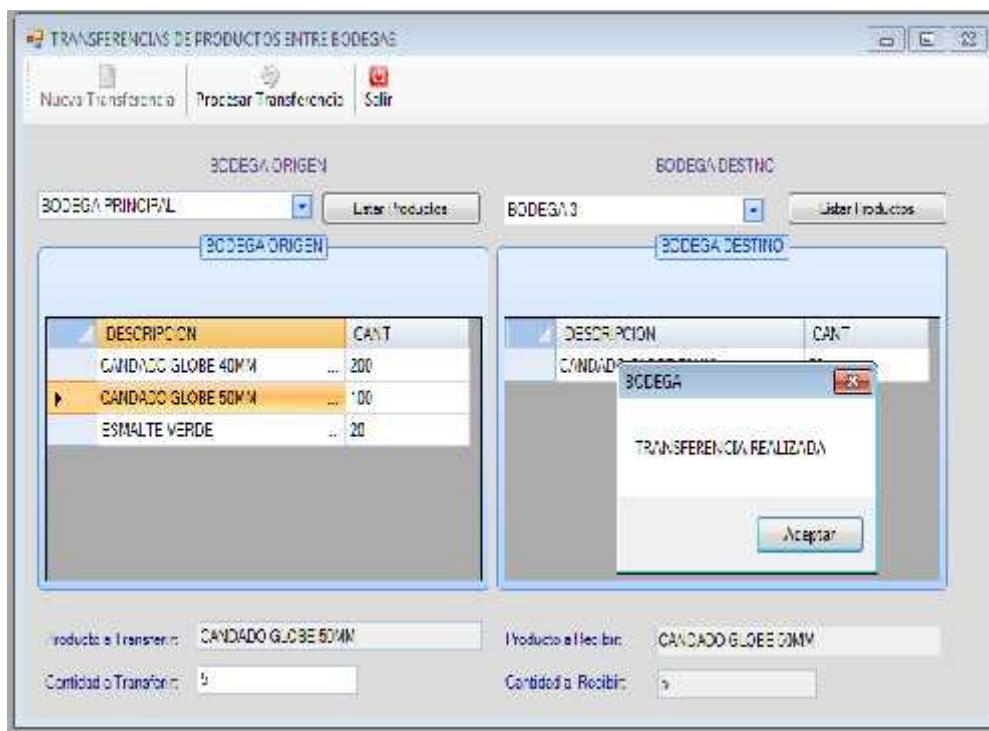 TRANSFERENCIAS DE PRODUCTOS ENTRE BODEGAS
Nueva Transferencia Procesar Transferencia Salir
BODEGA ORIGEN BODEGA DESTINO
BODEGA PRINCIPAL Listar Productos BODEGA 3 Listar Productos
BODEGA ORIGEN BODEGA DESTINO
DESCRIPCION CANT DESCRIPCION CANT
CANDADO GLOBE 40MM ... 200
CANDADO GLOBE 50MM ... 100
ESMALTE VERDE ... 20
BODEGA
TRANSFERENCIA REALIZADA
Aceptar
Producto a Transferir: CANDADO GLOBE 50MM Producto a Recibir: CANDADO GLOBE 50MM
Cantidad a Transferir: 5 Cantidad a Recibir: 5